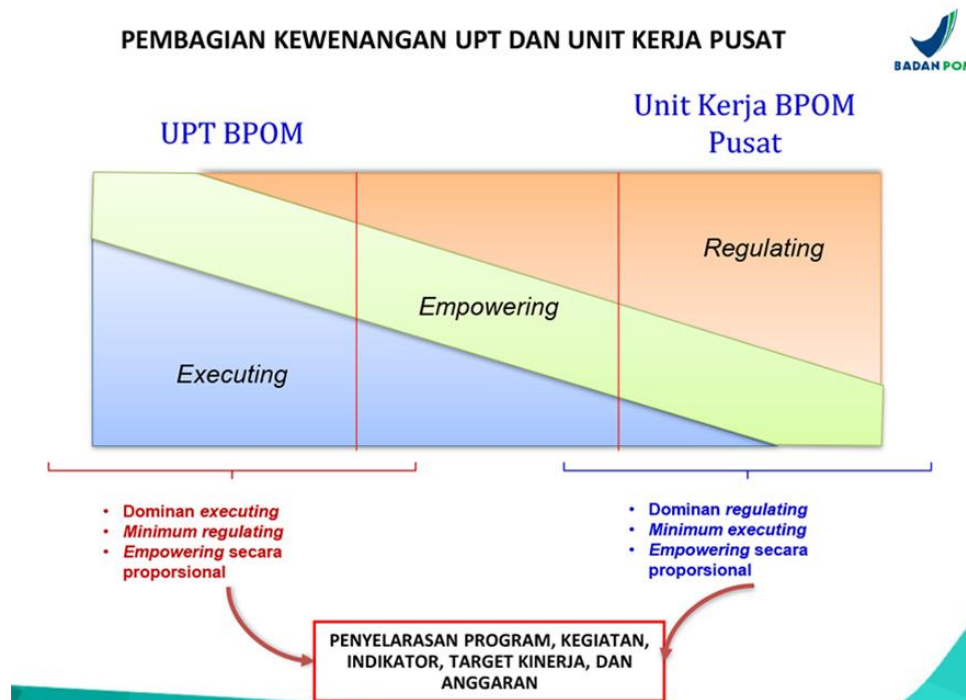 PEMBAGIAN KEWENANGAN UPT DAN UNIT KERJA PUSAT
BADAN POM
UPT BPOM
Unit Kerja BPOM
Pusat
Regulating
Empowering
Executing
• Dominan executing
• Minimum regulating
• Empowering secara
proporsional
• Dominan regulating
• Minimum executing
• Empowering secara
proporsional
PENYELARASAN PROGRAM, KEGIATAN,
INDIKATOR, TARGET KINERJA, DAN
ANGGARAN